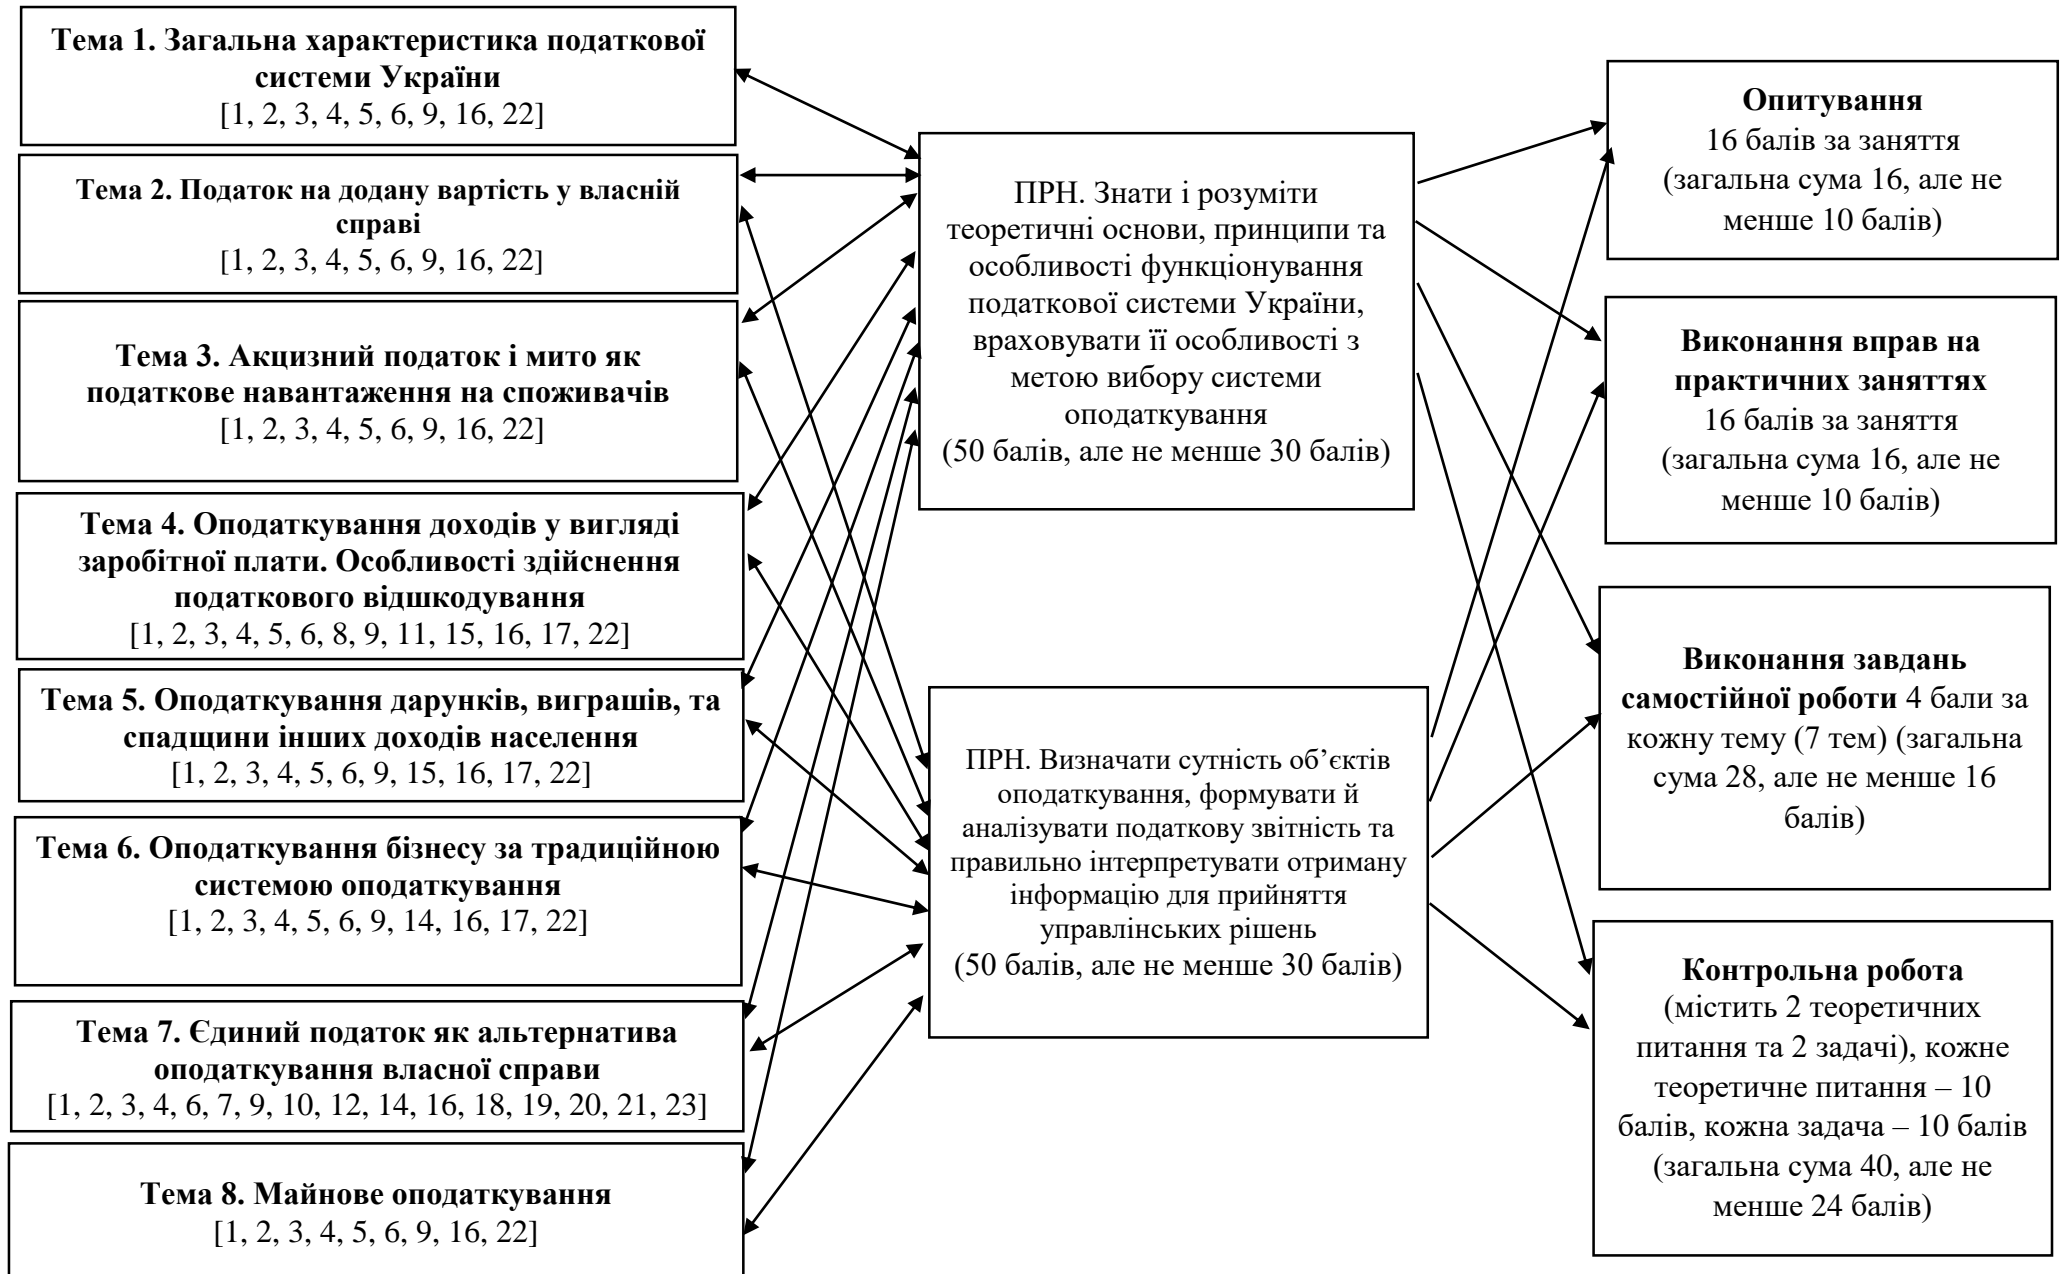 Тема 1. Загальна характеристика податкової
системи України
[1, 2, 3, 4, 5, 6, 9, 16, 22]
Тема 2. Податок на додану вартість у власній
справі
[1, 2, 3, 4, 5, 6, 9, 16, 22]
Тема 3. Акцизний податок і мито як
податкове навантаження на споживачів
[1, 2, 3, 4, 5, 6, 9, 16, 22]
Тема 4. Оподаткування доходів у вигляді
заробітної плати. Особливості здійснення
податкового відшкодування
[1, 2, 3, 4, 5, 6, 8, 9, 11, 15, 16, 17, 22]
Тема 5. Оподаткування дарунків, виграшів, та
спадщини інших доходів населення
[1, 2, 3, 4, 5, 6, 9, 15, 16, 17, 22]
Тема 6. Оподаткування бізнесу за традиційною
системою оподаткування
[1, 2, 3, 4, 5, 6, 9, 14, 16, 17, 22]
Тема 7. Єдиний податок як альтернатива
оподаткування власної справи
[1, 2, 3, 4, 6, 7, 9, 10, 12, 14, 16, 18, 19, 20, 21, 23]
Тема 8. Майнове оподаткування
[1, 2, 3, 4, 5, 6, 9, 16, 22]
ПРН. Знати і розуміти
теоретичні основи, принципи та
особливості функціонування
податкової системи України,
враховувати її особливості з
метою вибору системи
оподаткування
(50 балів, але не менше 30 балів)
ПРН. Визначати сутність об’єктів
оподаткування, формувати й
аналізувати податкову звітність та
правильно інтерпретувати отриману
інформацію для прийняття
управлінських рішень
(50 балів, але не менше 30 балів)
Опитування
16 балів за заняття
(загальна сума 16, але не
менше 10 балів)
Виконання вправ на
практичних заняттях
16 балів за заняття
(загальна сума 16, але не
менше 10 балів)
Виконання завдань
самостійної роботи 4 бали за
кожну тему (7 тем) (загальна
сума 28, але не менше 16
балів)
Контрольна робота
(містить 2 теоретичних
питання та 2 задачі), кожне
теоретичне питання – 10
балів, кожна задача – 10 балів
(загальна сума 40, але не
менше 24 балів)